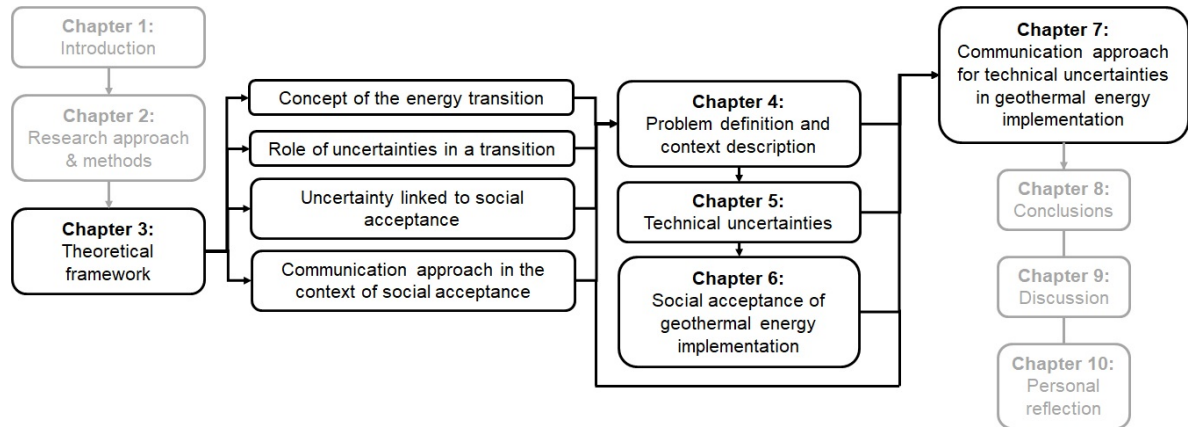 Chapter 1:
Introduction
Chapter 2:
Research approach
& methods
Chapter 3:
Theoretical
framework
Concept of the energy transition
Role of uncertainties in a transition
Uncertainty linked to social
acceptance
Communication approach in the
context of social acceptance
Chapter 4:
Problem definition and
context description
Chapter 5:
Technical uncertainties
Chapter 6:
Social acceptance of
geothermal energy
implementation
Chapter 7:
Communication approach
for technical uncertainties
in geothermal energy
implementation
Chapter 8:
Conclusions
Chapter 9:
Discussion
Chapter 10:
Personal
reflection